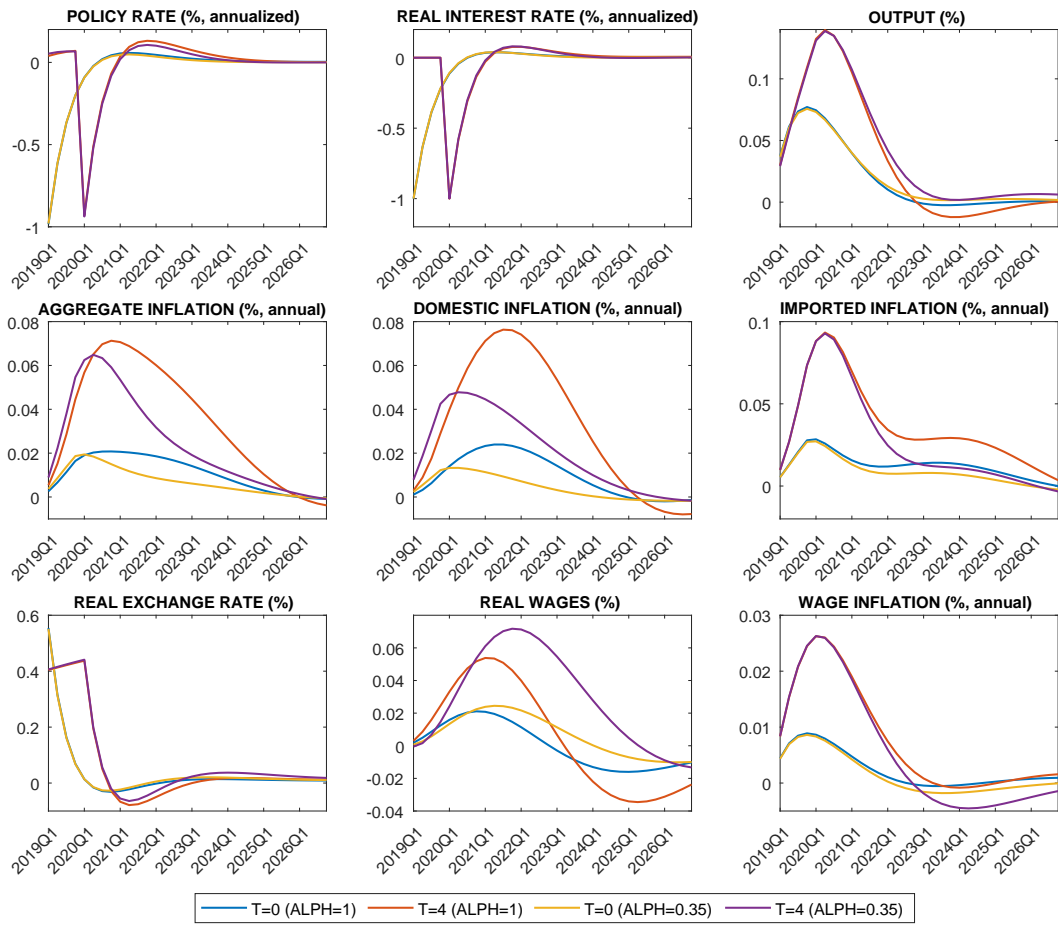 POLICY RATE (%, annualized)
REAL INTEREST RATE (%, annualized)
OUTPUT (%)
0
-0.5
-1
0
-0.5
-1
0.1
0.05
0
2019Q1
2020Q1
2021Q1
2022Q1
2023Q1
2024Q1
2025Q1
2026Q1
2019Q1
2020Q1
2021Q1
2022Q1
2023Q1
2024Q1
2025Q1
2026Q1
2019Q1
2020Q1
2021Q1
2022Q1
2023Q1
2024Q1
2025Q1
2026Q1
AGGREGATE INFLATION (%, annual)
DOMESTIC INFLATION (%, annual)
IMPORTED INFLATION (%, annual)
0.08
0.06
0.04
0.02
0
0.08
0.06
0.04
0.02
0
0.1
0.05
0
2019Q1
2020Q1
2021Q1
2022Q1
2023Q1
2024Q1
2025Q1
2026Q1
2019Q1
2020Q1
2021Q1
2022Q1
2023Q1
2024Q1
2025Q1
2026Q1
2019Q1
2020Q1
2021Q1
2022Q1
2023Q1
2024Q1
2025Q1
2026Q1
REAL EXCHANGE RATE (%)
REAL WAGES (%)
WAGE INFLATION (%, annual)
0.6
0.4
0.2
0
0.06
0.04
0.02
0
-0.02
-0.04
0.03
0.02
0.01
0
2019Q1
2020Q1
2021Q1
2022Q1
2023Q1
2024Q1
2025Q1
2026Q1
2019Q1
2020Q1
2021Q1
2022Q1
2023Q1
2024Q1
2025Q1
2026Q1
2019Q1
2020Q1
2021Q1
2022Q1
2023Q1
2024Q1
2025Q1
2026Q1
T=0 (ALPH=1) T=4 (ALPH=1) T=0 (ALPH=0.35) T=4 (ALPH=0.35)